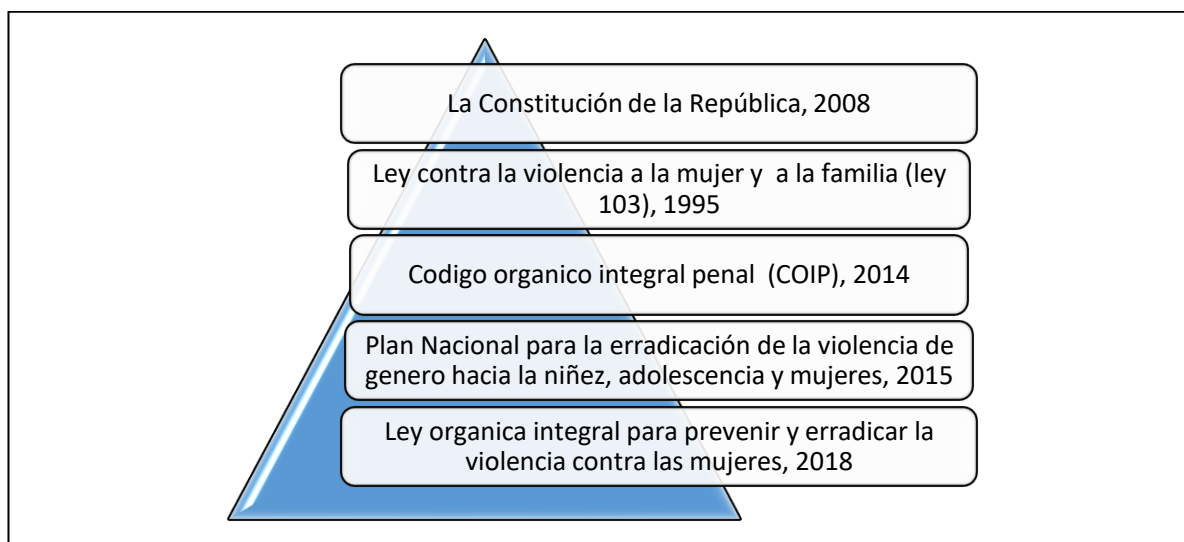 La Constitución de la República, 2008
Ley contra la violencia a la mujer y a la familia (ley
103), 1995
Codigo organico integral penal (COIP), 2014
Plan Nacional para la erradicación de la violencia de
genero hacia la niñez, adolescencia y mujeres, 2015
Ley organica integral para prevenir y erradicar la
violencia contra las mujeres, 2018